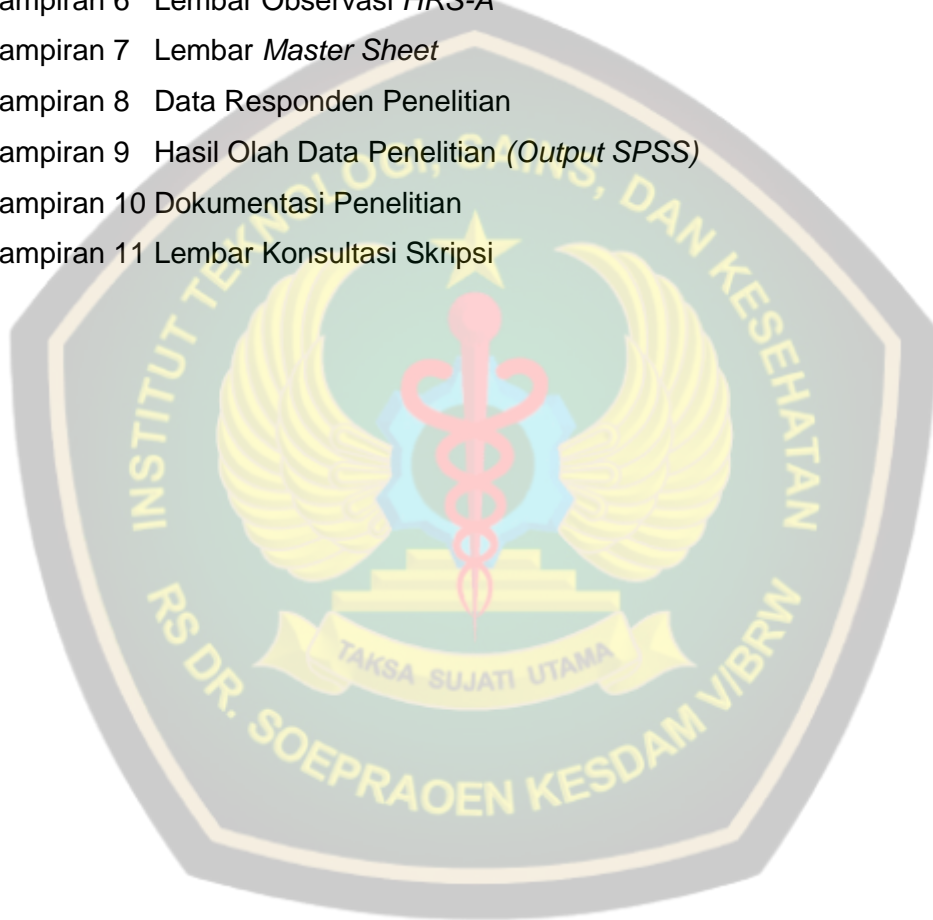 ampiran 6 Lembar Observasi HRS-A
ampiran 7 Lembar Master Sheet
ampiran 8 Data Responden Penelitian
ampiran 9 Hasil Olah Data Penelitian (Output SPSS)
ampiran 10 Dokumentasi Penelitian
ampiran 11 Lembar Konsultasi Skripsi
INSTITUT TEKNOLOGI, SAINS, DAN KESEHATAN
TAKSA SUJATI UTAMA
RS DR. SOEPRAOEN KESDAM V/BRW